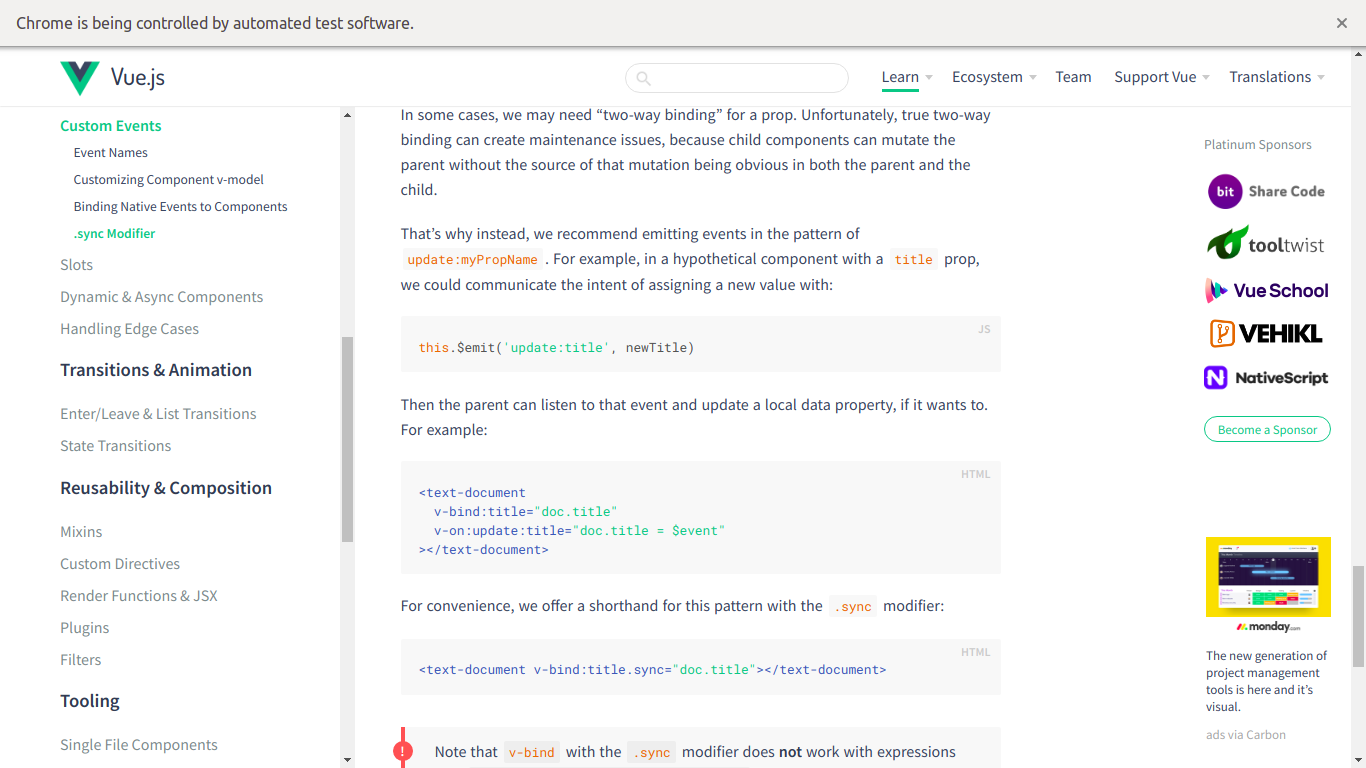 Chrome is being controlled by automated test software.
Vue.js
Learn
Ecosystem
Team
Support Vue
Translations
Custom Events
Event Names
Customizing Component v-model
Binding Native Events to Components
.sync Modifier
Slots
Dynamic & Async Components
Handling Edge Cases
Transitions & Animation
Enter/Leave & List Transitions
State Transitions
Reusability & Composition
Mixins
Custom Directives
Render Functions & JSX
Plugins
Filters
Tooling
Single File Components
In some cases, we may need “two-way binding” for a prop. Unfortunately, true two-way
binding can create maintenance issues, because child components can mutate the
parent without the source of that mutation being obvious in both the parent and the
child.
That’s why instead, we recommend emitting events in the pattern of
update:myPropName . For example, in a hypothetical component with a title prop,
we could communicate the intent of assigning a new value with:
JS
this.$emit('update:title', newTitle)
Then the parent can listen to that event and update a local data property, if it wants to.
For example:
HTML
<text-document
v-bind:title="doc.title"
v-on:update:title="doc.title = $event"
></text-document>
For convenience, we offer a shorthand for this pattern with the .sync modifier:
HTML
<text-document v-bind:title.sync="doc.title"></text-document>
Note that v-bind with the .sync modifier does not work with expressions
Platinum Sponsors
bit Share Code
tooltwist
Vue School
VEHIKL
NativeScript
Become a Sponsor
monday.com
The new generation of
project management
tools is here and it’s
visual.
ads via Carbon